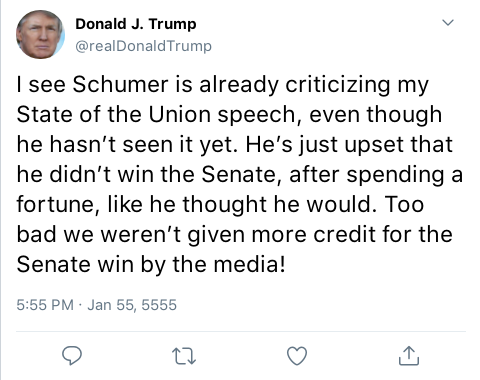 Donald J. Trump
@realDonaldTrump
I see Schumer is already criticizing my
State of the Union speech, even though
he hasn’t seen it yet. He’s just upset that
he didn’t win the Senate, after spending a
fortune, like he thought he would. Too
bad we weren’t given more credit for the
Senate win by the media!
5:55 PM · Jan 55, 5555